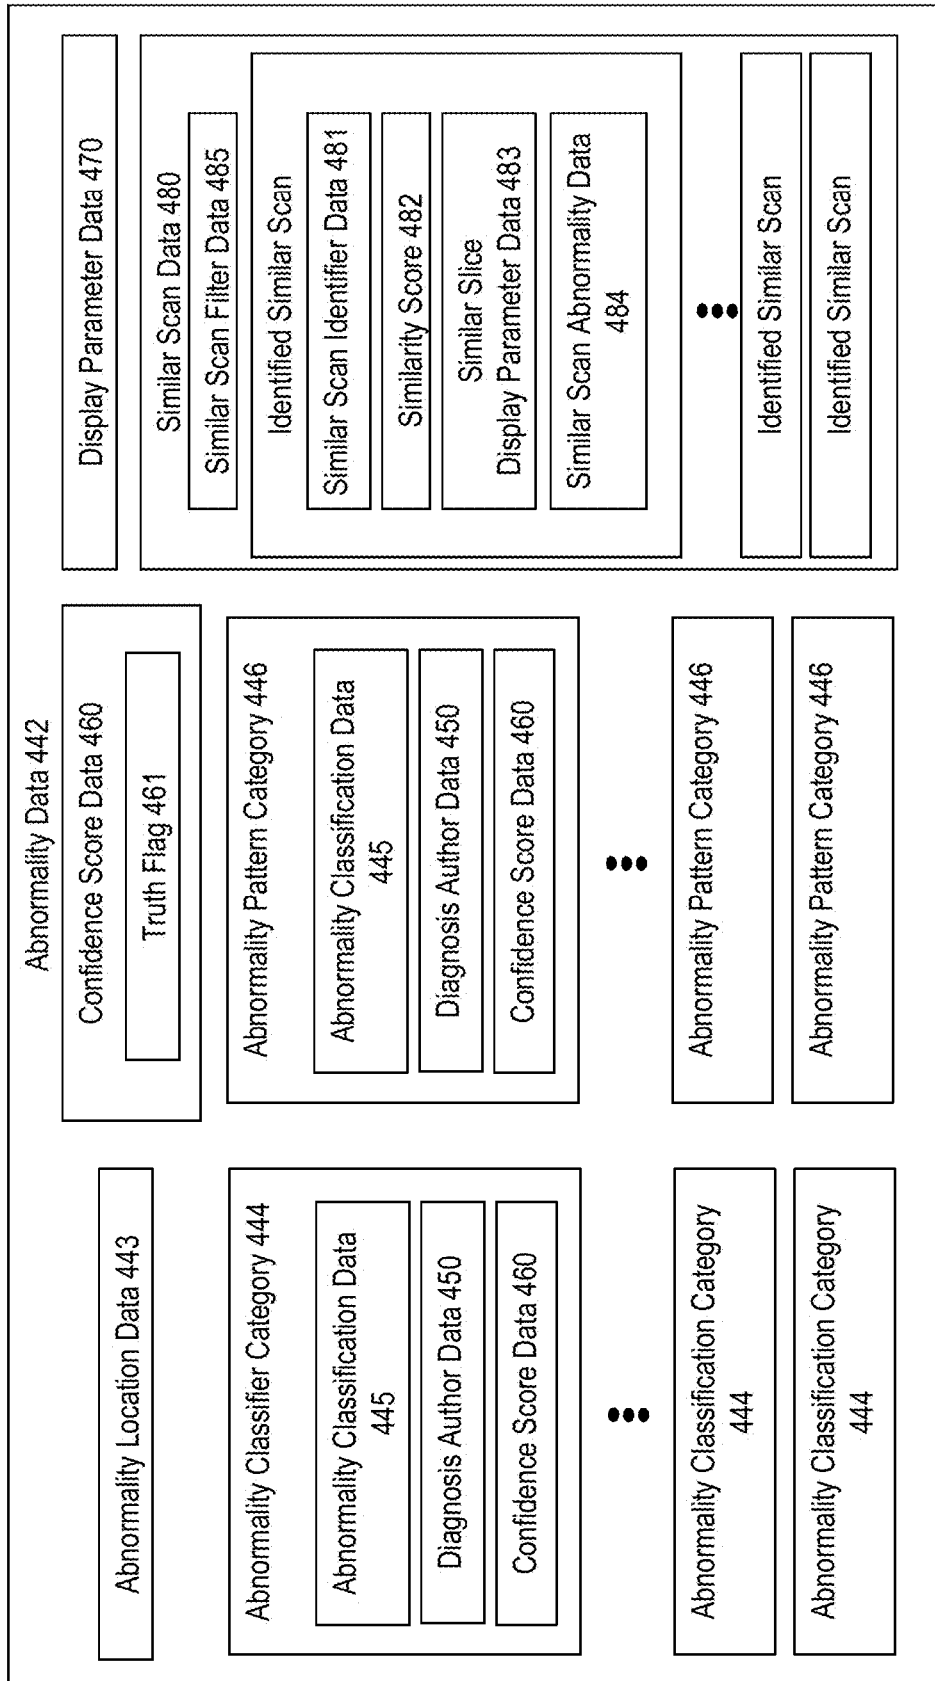 Abnormality Data 442
Abnormality Location Data 443
Abnormality Classifier Category 444
Abnormality Classification Data
445
Diagnosis Author Data 450
Confidence Score Data 460
Abnormality Classification Category
444
Abnormality Classification Category
444
Confidence Score Data 460
Truth Flag 461
Abnormality Pattern Category 446
Abnormality Classification Data
445
Diagnosis Author Data 450
Confidence Score Data 460
Abnormality Pattern Category 446
Abnormality Pattern Category 446
Display Parameter Data 470
Similar Scan Data 480
Similar Scan Filter Data 485
Identified Similar Scan
Similar Scan Identifier Data 481
Similarity Score 482
Similar Slice
Display Parameter Data 483
Similar Scan Abnormality Data
484
Identified Similar Scan
Identified Similar Scan